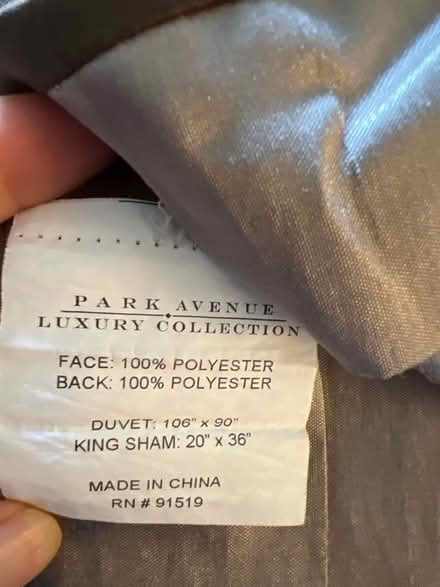 PARK AVENUE
LUXURY COLLECTION
FACE: 100% POLYESTER
BACK: 100% POLYESTER
DUVET: 106" x 90"
KING SHAM: 20" x 36"
MADE IN CHINA
RN # 91519